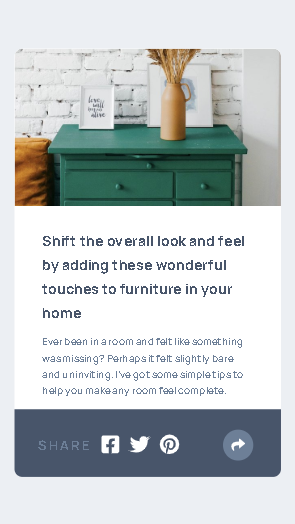 love will keep us alive
Shift the overall look and feel
by adding these wonderful
touches to furniture in your
home
Ever been in a room and felt like something
was missing? Perhaps it felt slightly bare
and uninviting. I've got some simple tips to
help you make any room feel complete.
SHARE